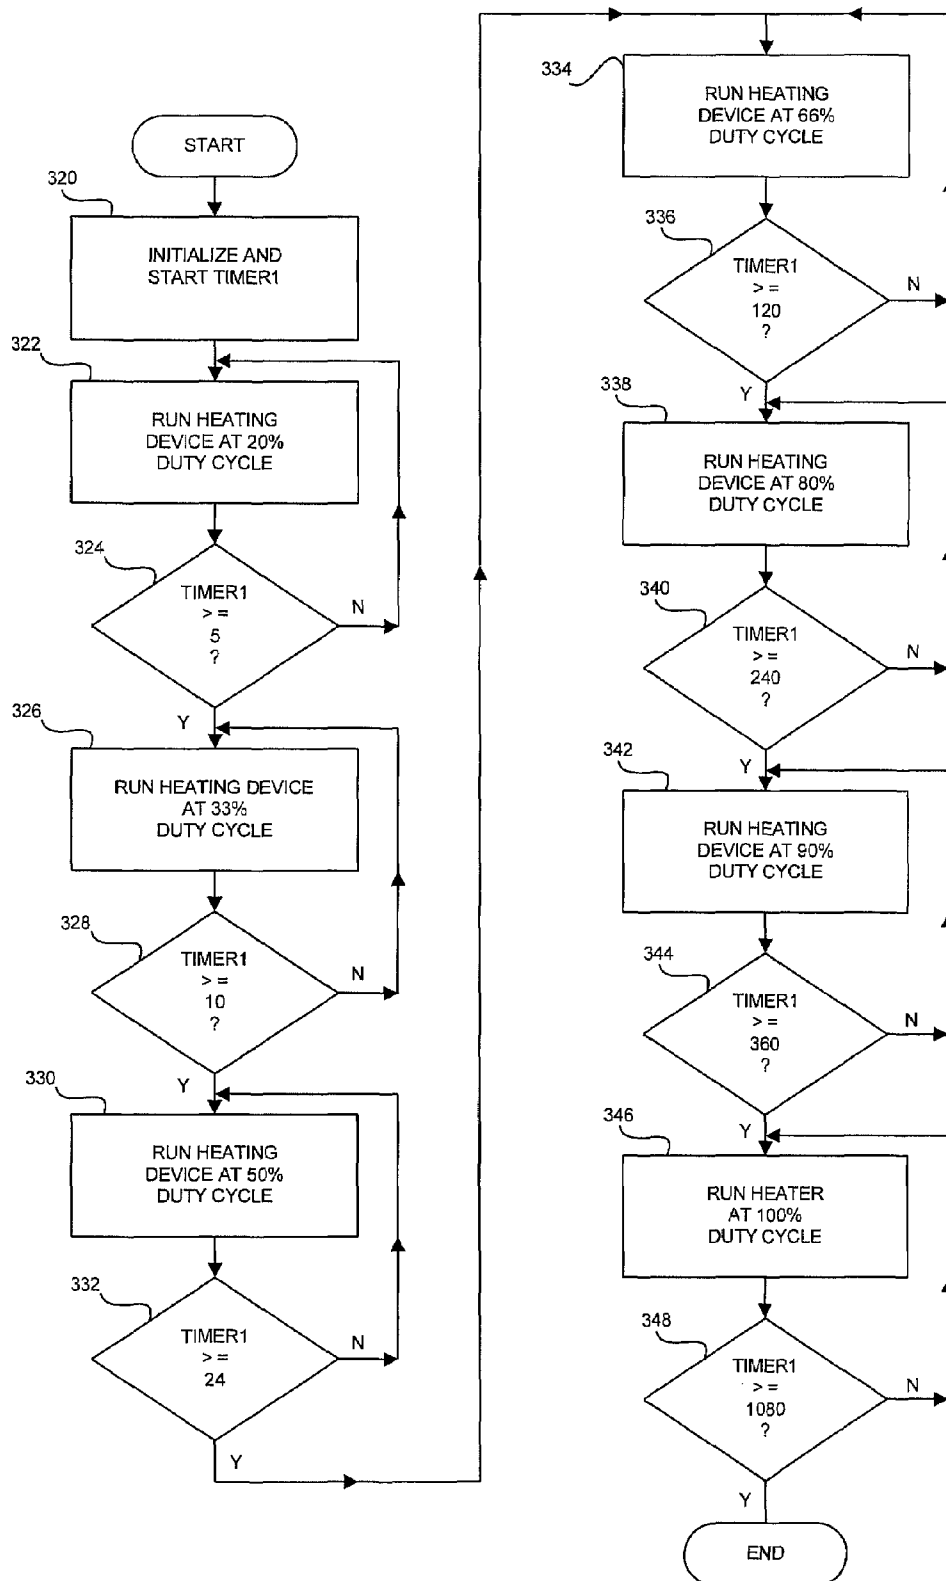 START
320
INITIALIZE AND
START TIMER1
322
RUN HEATING
DEVICE AT 20%
DUTY CYCLE
324
TIMER1
> =
5
?
N
Y
326
RUN HEATING DEVICE
AT 33%
DUTY CYCLE
328
TIMER1
> =
10
?
N
Y
330
RUN HEATING
DEVICE AT 50%
DUTY CYCLE
332
TIMER1
> =
24
N
Y
334
RUN HEATING
DEVICE AT 66%
DUTY CYCLE
336
TIMER1
> =
120
?
N
Y
338
RUN HEATING
DEVICE AT 80%
DUTY CYCLE
340
TIMER1
> =
240
?
N
Y
342
RUN HEATING
DEVICE AT 90%
DUTY CYCLE
344
TIMER1
> =
360
?
N
Y
346
RUN HEATER
AT 100%
DUTY CYCLE
348
TIMER1
> =
1080
?
N
Y
END